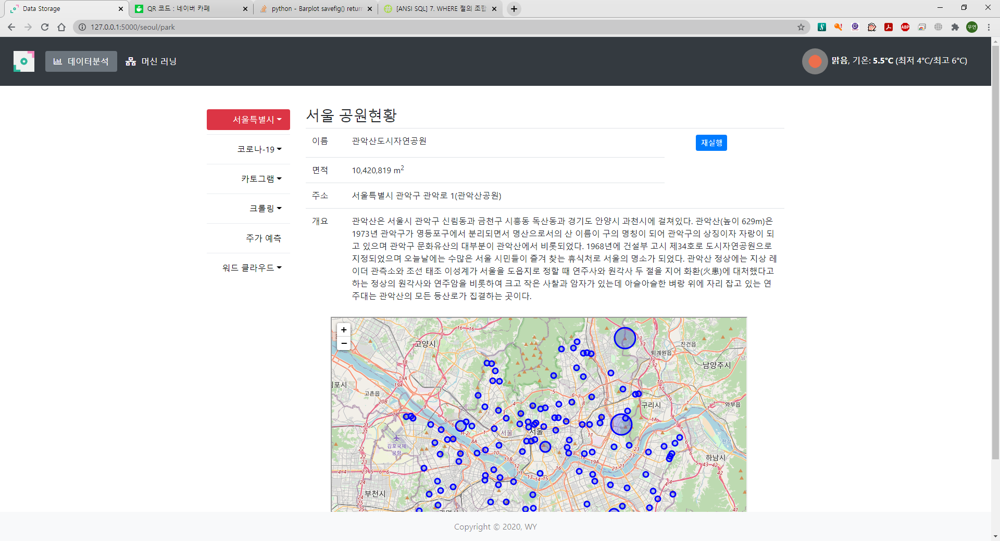 Data Storage
QR 코드 : 네이버 카페
python - Barplot savefig() return
[ANSI SQL] 7. WHERE 절의 조합
127.0.0.1:5000/seoul/park
ABP
우연
데이터분석
머신 러닝
맑음, 기온: 5.5°C (최저 4°C/최고 6°C)
서울특별시
코로나-19
카토그램
크롤링
주가 예측
워드 클라우드
서울 공원현황
이름 관악산도시자연공원
재실행
면적 10,420,819 m2
주소 서울특별시 관악구 관악로 1(관악산공원)
개요 관악산은 서울시 관악구 신림동과 금천구 시흥동 독산동과 경기도 안양시 과천시에 걸쳐있다. 관악산(높이 629m)은
1973년 관악구가 영등포구에서 분리되면서 명산으로서의 산 이름이 구의 명칭이 되어 관악구의 상징이자 자랑이 되
고 있으며 관악구 문화유산의 대부분이 관악산에서 비롯되었다. 1968년에 건설부 고시 제34호로 도시자연공원으로
지정되었으며 오늘날에는 수많은 서울 시민들이 즐겨 찾는 휴식처로 서울의 명소가 되었다. 관악산 정상에는 지상 레
이더 관측소와 조선 태조 이성계가 서울을 도읍지로 정할 때 연주사와 원각사 두 절을 지어 화환(火患)에 대처했다고
하는 정상의 원각사와 연주암을 비롯하여 크고 작은 사찰과 암자가 있는데 아슬아슬한 벼랑 위에 자리 잡고 있는 연
주대는 관악산의 모든 등산로가 집결하는 곳이다.
+
−
고양시
진건읍
퇴계원읍
남양주시
고촌읍
구리시
와부읍
서울
서울
김포국제
공항
한강
하남시
부천시
Copyright © 2020, WY